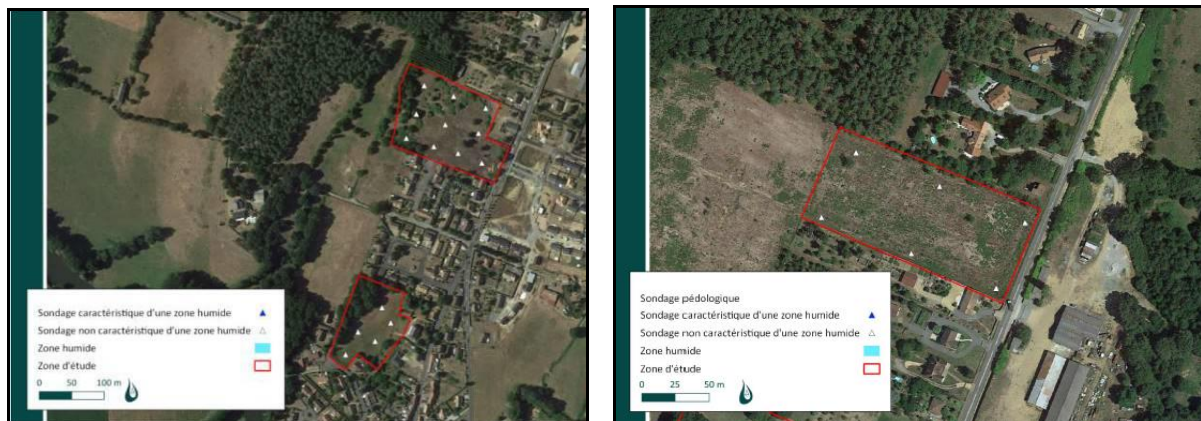 Sondage caractéristique d'une zone humide
Sondage non caractéristique d'une zone humide
Zone humide
Zone d'étude
0 50 100 m
Sondage pédologique
Sondage caractéristique d'une zone humide
Sondage non caractéristique d'une zone humide
Zone humide
Zone d'étude
0 25 50 m